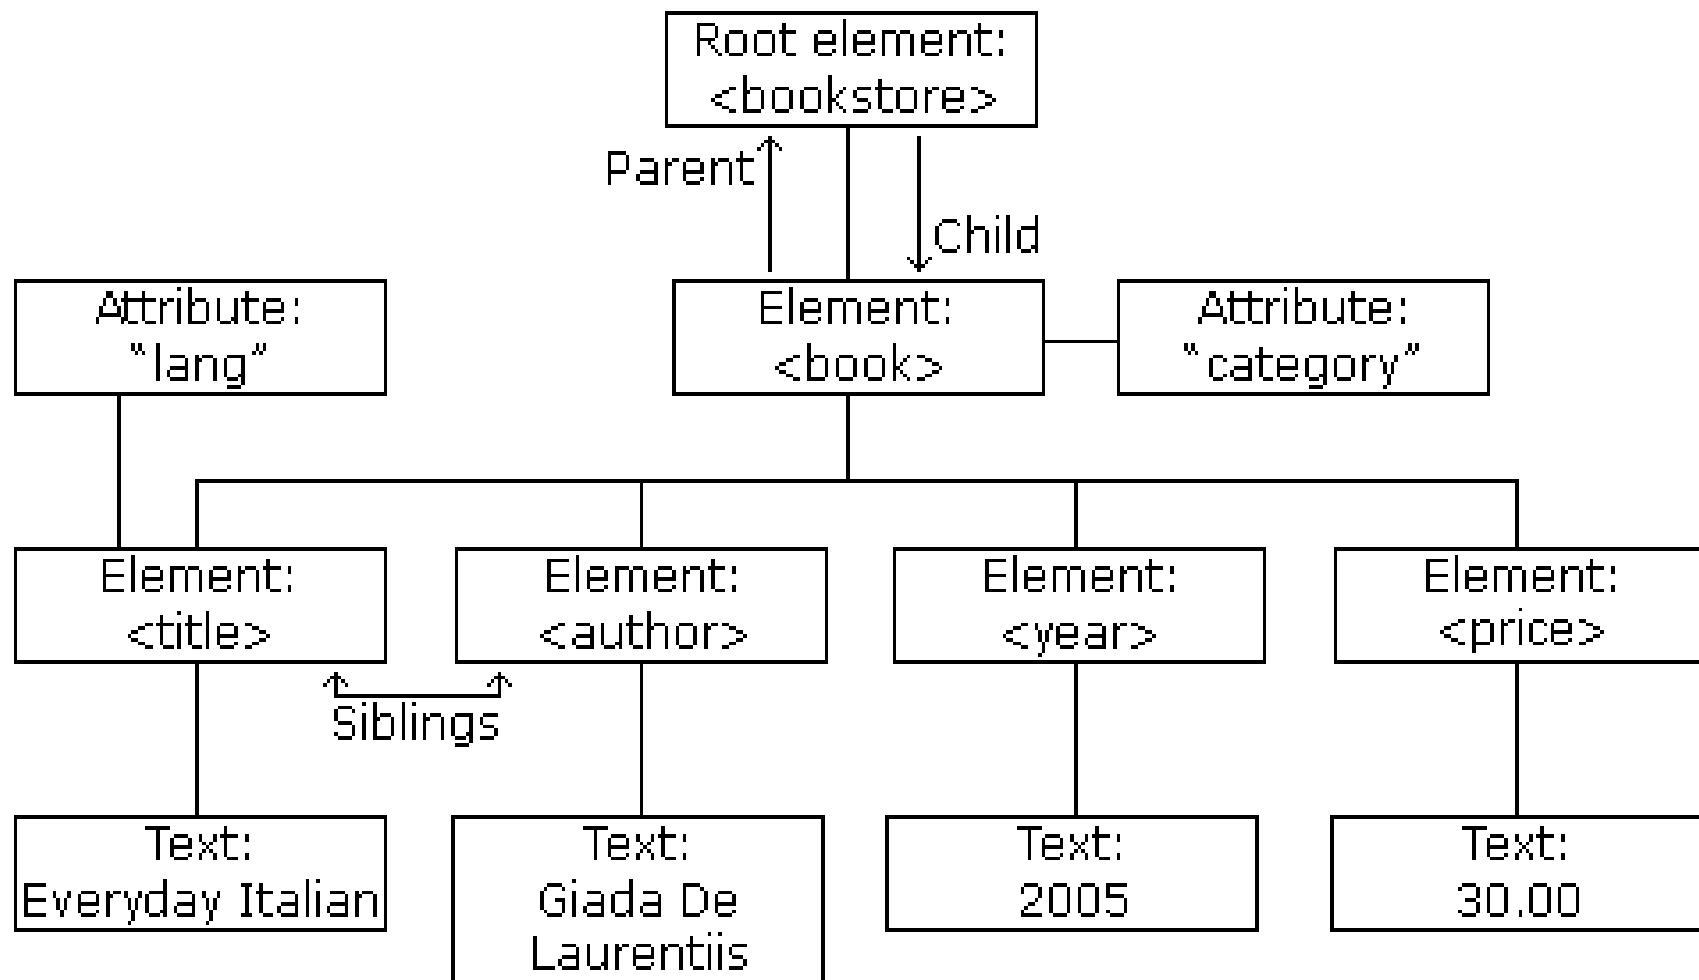 Root element:
<bookstore>
Parent
Child
Attribute:
"lang"
Element:
<book>
Attribute:
"category"
Element:
<title>
Element:
<author>
Element:
<year>
Element:
<price>
Siblings
Text:
Everyday Italian
Text:
Giada De
Laurentiis
Text:
2005
Text:
30.00